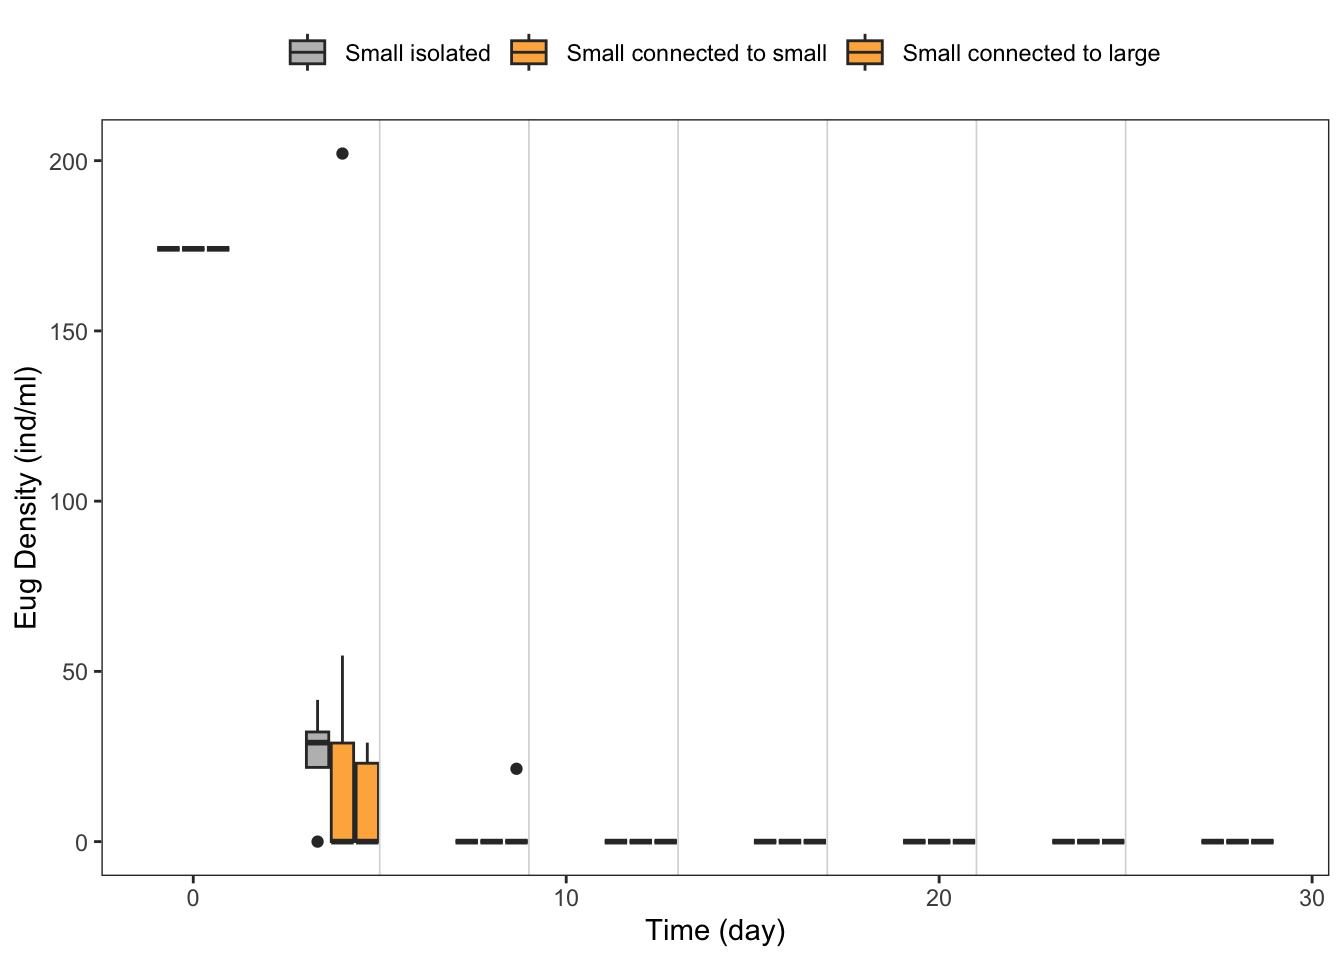 Small isolated Small connected to small Small connected to large
200
150
100
50
0
Eug Density (ind/ml)
0 10 20 30
Time (day)